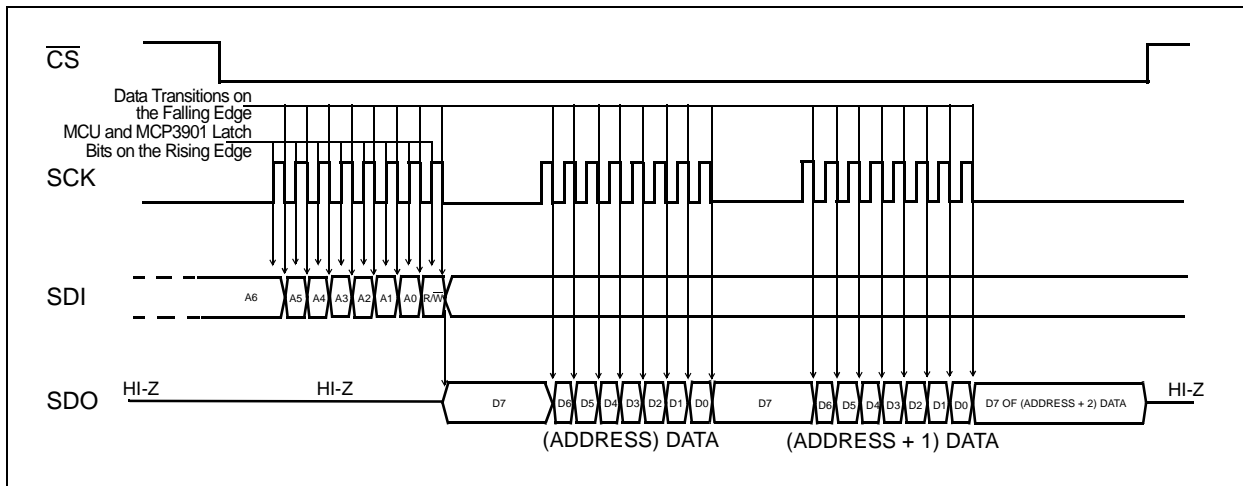 CS
Data Transitions on
the Falling Edge
MCU and MCP3901 Latch
Bits on the Rising Edge
SCK
SDI
A6 A5 A4 A3 A2 A1 A0 R/W
HI-Z HI-Z HI-Z
SDO
D7 D6 D5 D4 D3 D2 D1 D0 D7 D6 D5 D4 D3 D2 D1 D0 D7 OF (ADDRESS + 2) DATA
(ADDRESS) DATA (ADDRESS + 1) DATA